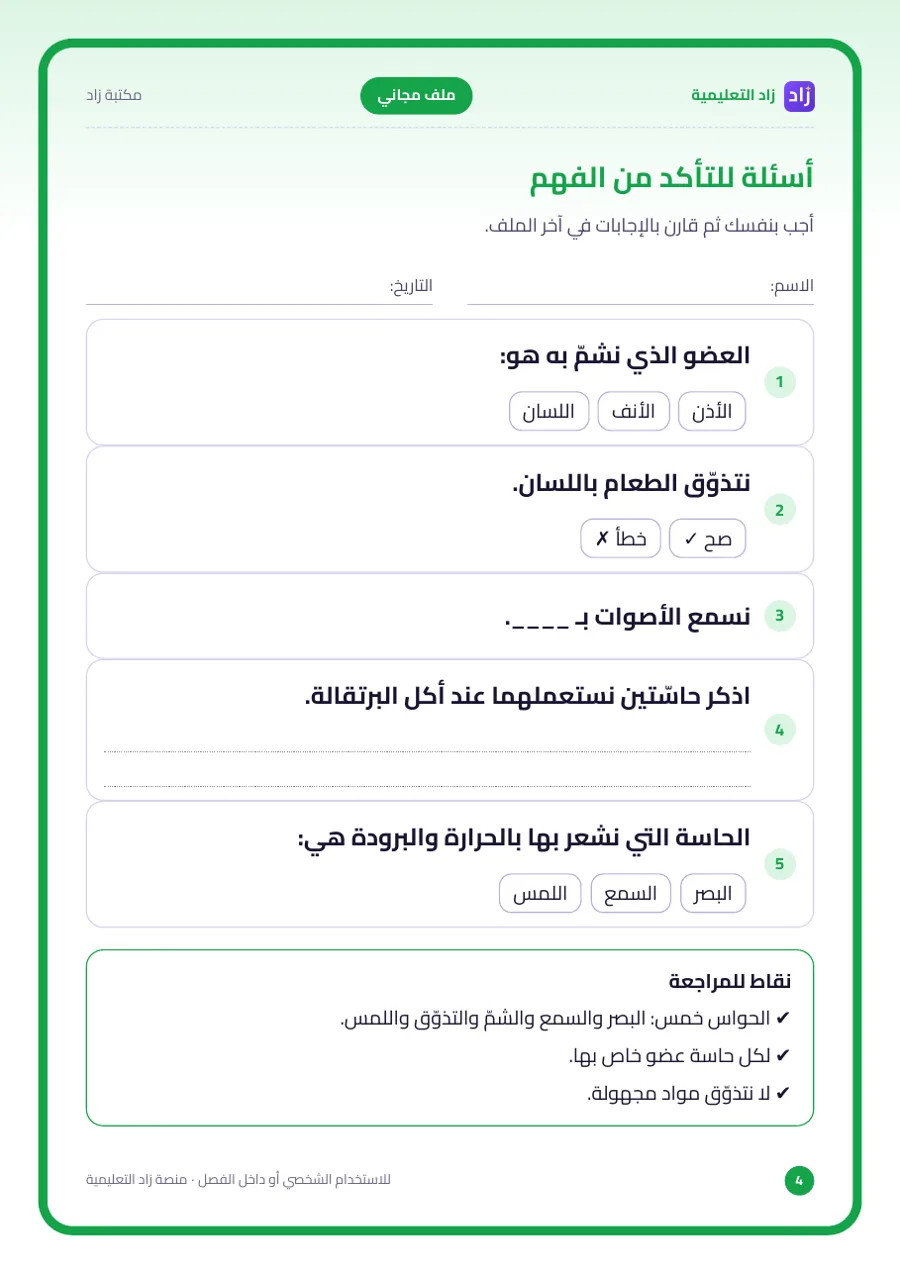 زاد زاد التعليمية
ملف مجاني
مكتبة زاد
أسئلة للتأكد من الفهم
أجب بنفسك ثم قارن بالإجابات في آخر الملف.
الاسم:
التاريخ:
1
العضو الذي نشمّ به هو:
الأذن الأنف اللسان
2
نتذوّق الطعام باللسان.
صح ✓ خطأ ✗
3
نسمع الأصوات بـ ____.
4
اذكر حاسّتين نستعملهما عند أكل البرتقالة.
5
الحاسة التي نشعر بها بالحرارة والبرودة هي:
البصر السمع اللمس
نقاط للمراجعة
✔ الحواس خمس: البصر والسمع والشمّ والتذوّق واللمس.
✔ لكل حاسة عضو خاص بها.
✔ لا نتذوّق مواد مجهولة.
4
للاستخدام الشخصي أو داخل الفصل · منصة زاد التعليمية